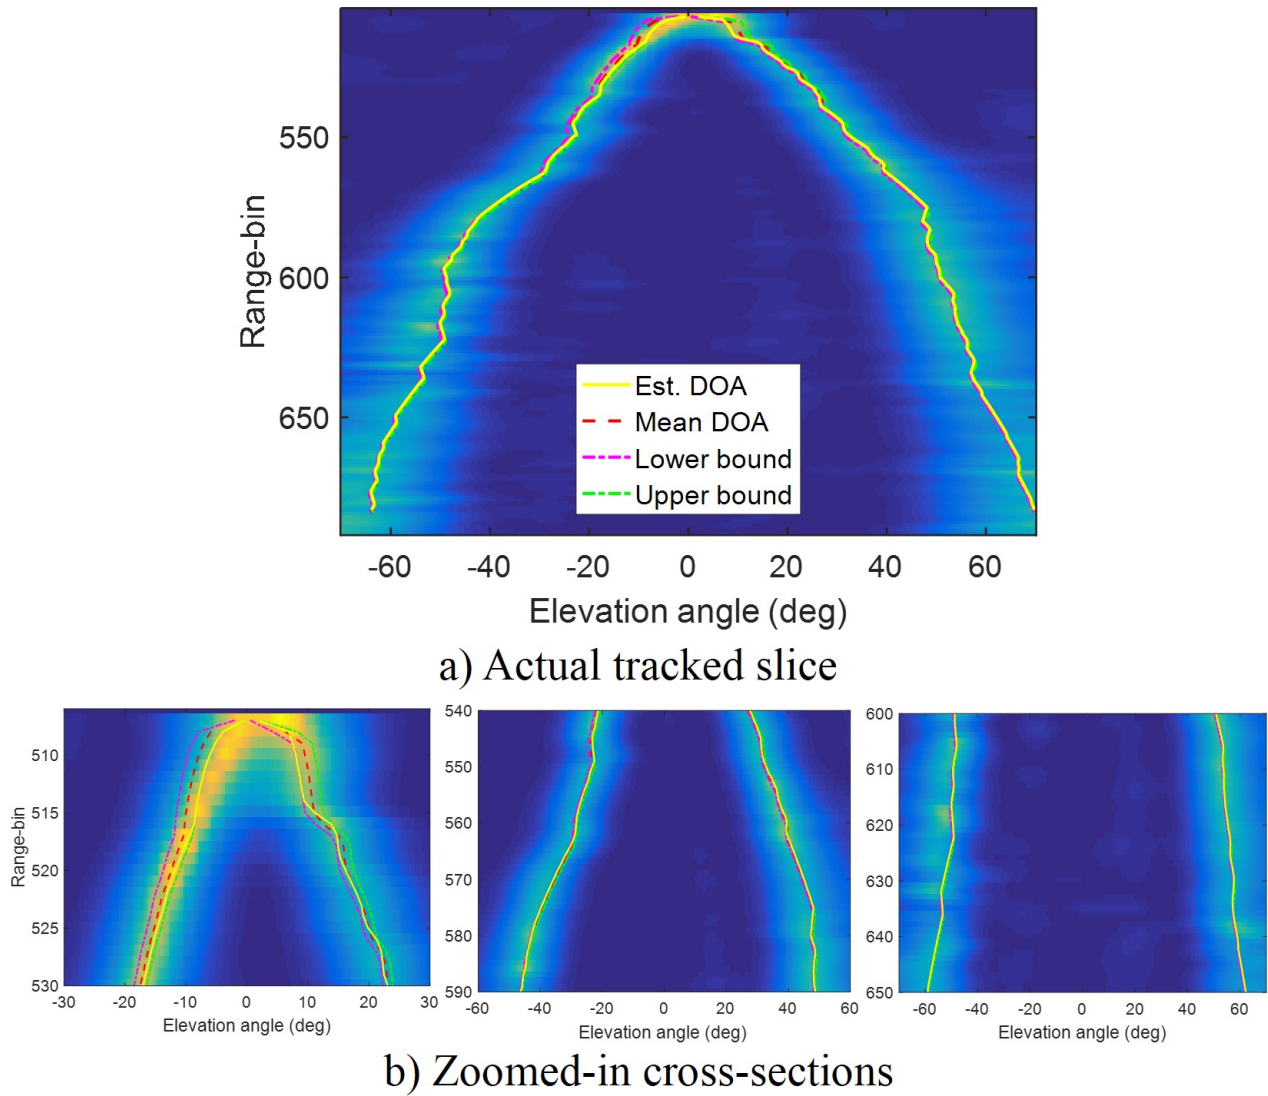 550
600
650
Range-bin
Est. DOA
Mean DOA
Lower bound
Upper bound
-60 -40 -20 0 20 40 60
Elevation angle (deg)
a) Actual tracked slice
510
515
520
525
530
Range-bin
-30 -20 -10 0 10 20 30
Elevation angle (deg)
540
550
560
570
580
590
-60 -40 -20 0 20 40 60
Elevation angle (deg)
600
610
620
630
640
650
-60 -40 -20 0 20 40 60
Elevation angle (deg)
b) Zoomed-in cross-sections